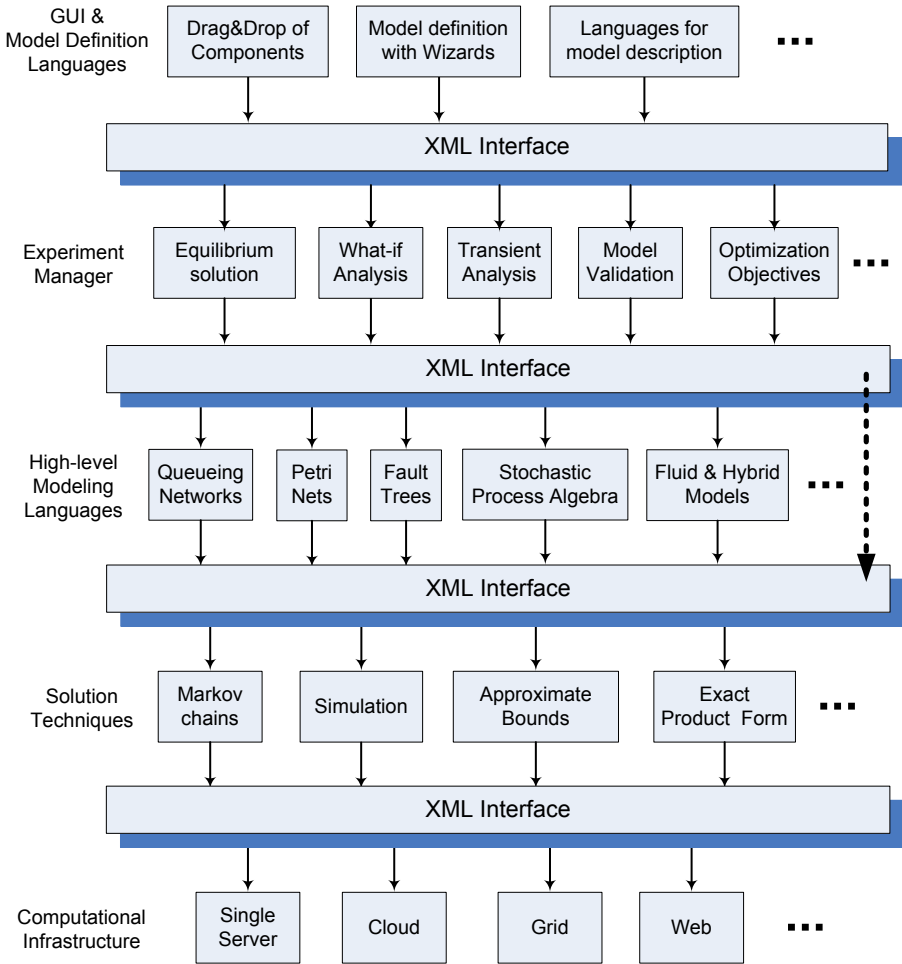 GUI &
Model Definition
Languages
Drag&Drop of
Components
Model definition
with Wizards
Languages for
model description
...
XML Interface
Experiment
Manager
Equilibrium
solution
What-if
Analysis
Transient
Analysis
Model
Validation
Optimization
Objectives
...
XML Interface
High-level
Modeling
Languages
Queueing
Networks
Petri
Nets
Fault
Trees
Stochastic
Process Algebra
Fluid & Hybrid
Models
...
XML Interface
Solution
Techniques
Markov
chains
Simulation
Approximate
Bounds
Exact
Product Form
...
XML Interface
Computational
Infrastructure
Single
Server
Cloud
Grid
Web
...